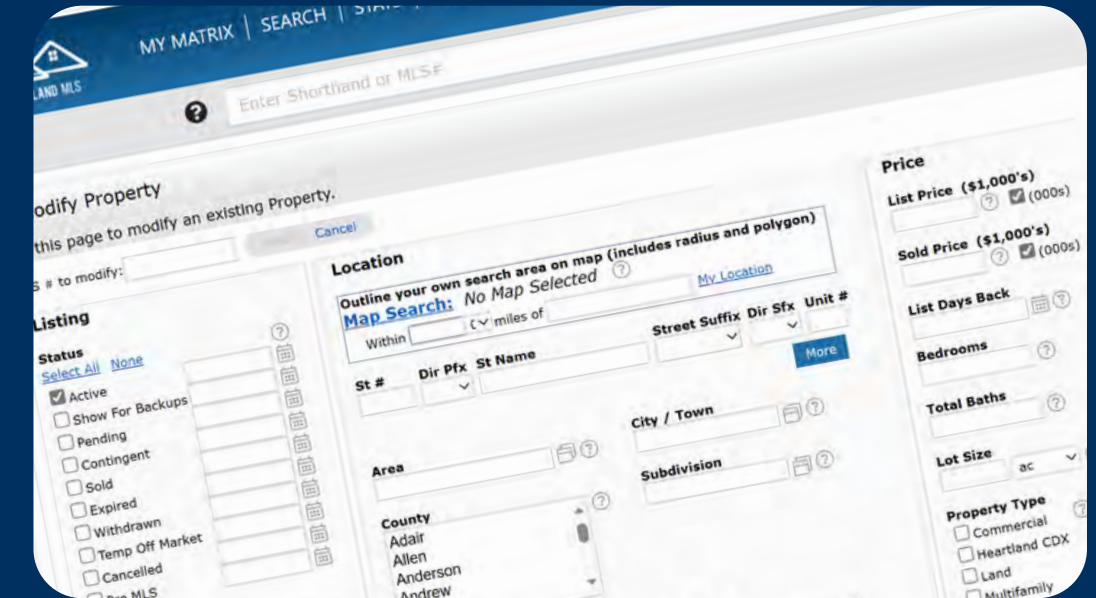 MY MATRIX | SEARCH |
LAND MLS
Enter Shorthand or MLS#
odify Property
this page to modify an existing Property.
# to modify:
Cancel
Listing
Status
Select All None
Active
Show For Backups
Pending
Contingent
Sold
Expired
Withdrawn
Temp Off Market
Cancelled
MLS
Location
Outline your own search area on map (includes radius and polygon)
Map Search: No Map Selected
My Location
Within miles of
St # Dir Pfx St Name Street Suffix Dir Sfx Unit #
More
Area
City / Town
County
Subdivision
Adair
Allen
Anderson
Andrew
Price
List Price ($1,000's)
(000s)
Sold Price ($1,000's)
(000s)
List Days Back
Bedrooms
Total Baths
Lot Size
ac
Property Type
Commercial
Heartland CDX
Land
Multifamily